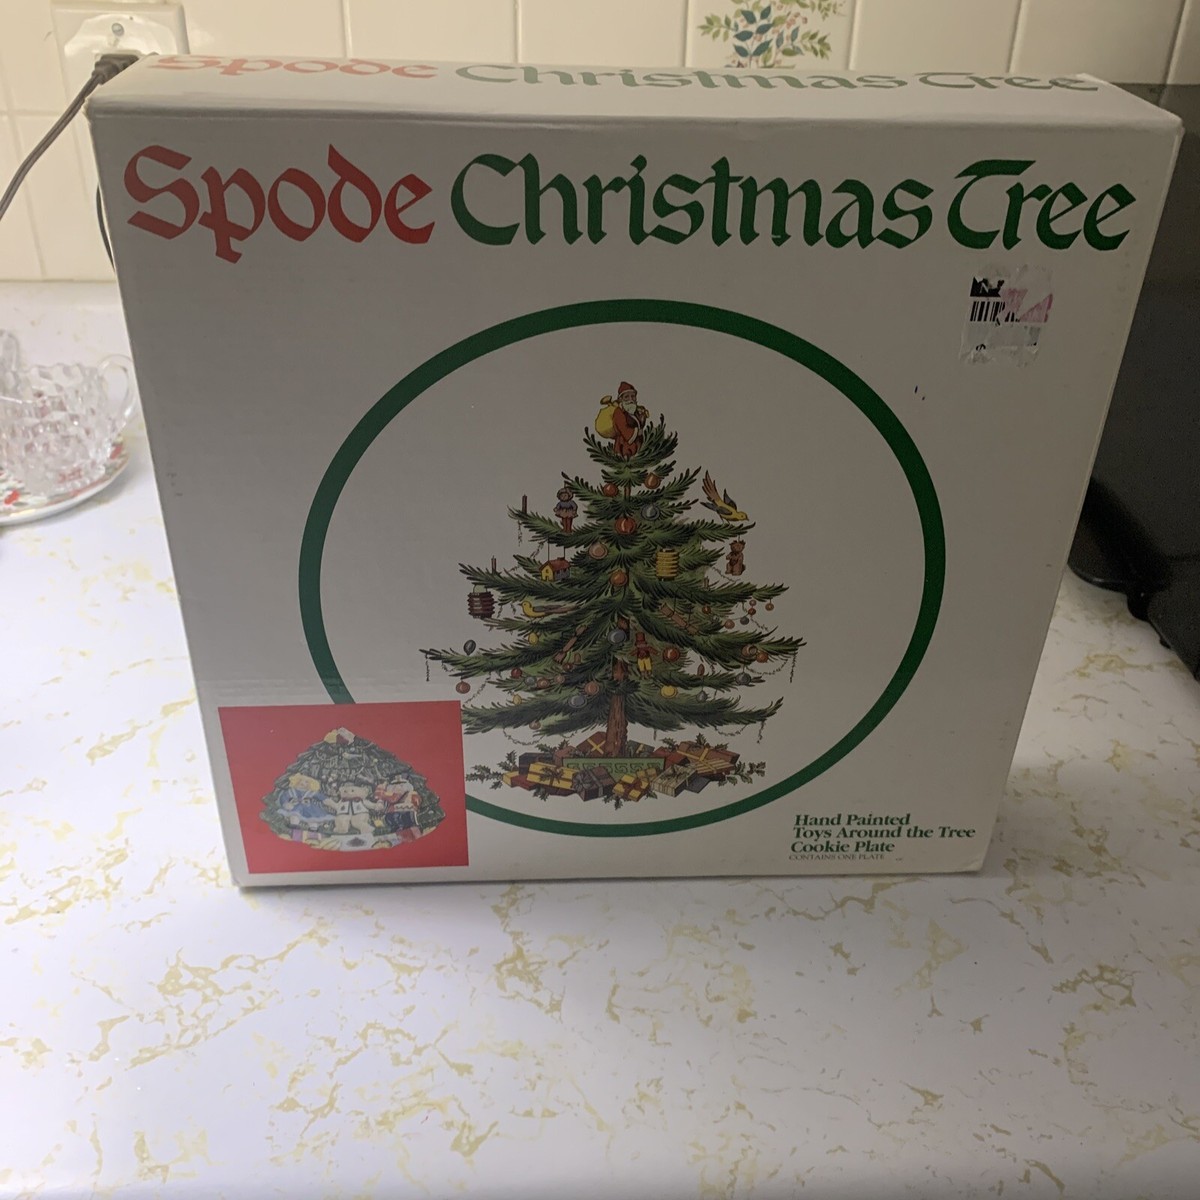 Spode Christmas Tree
Spode Christmas Tree
Hand Painted
Toys Around the Tree
Cookie Plate
CONTAINS ONE PLATE